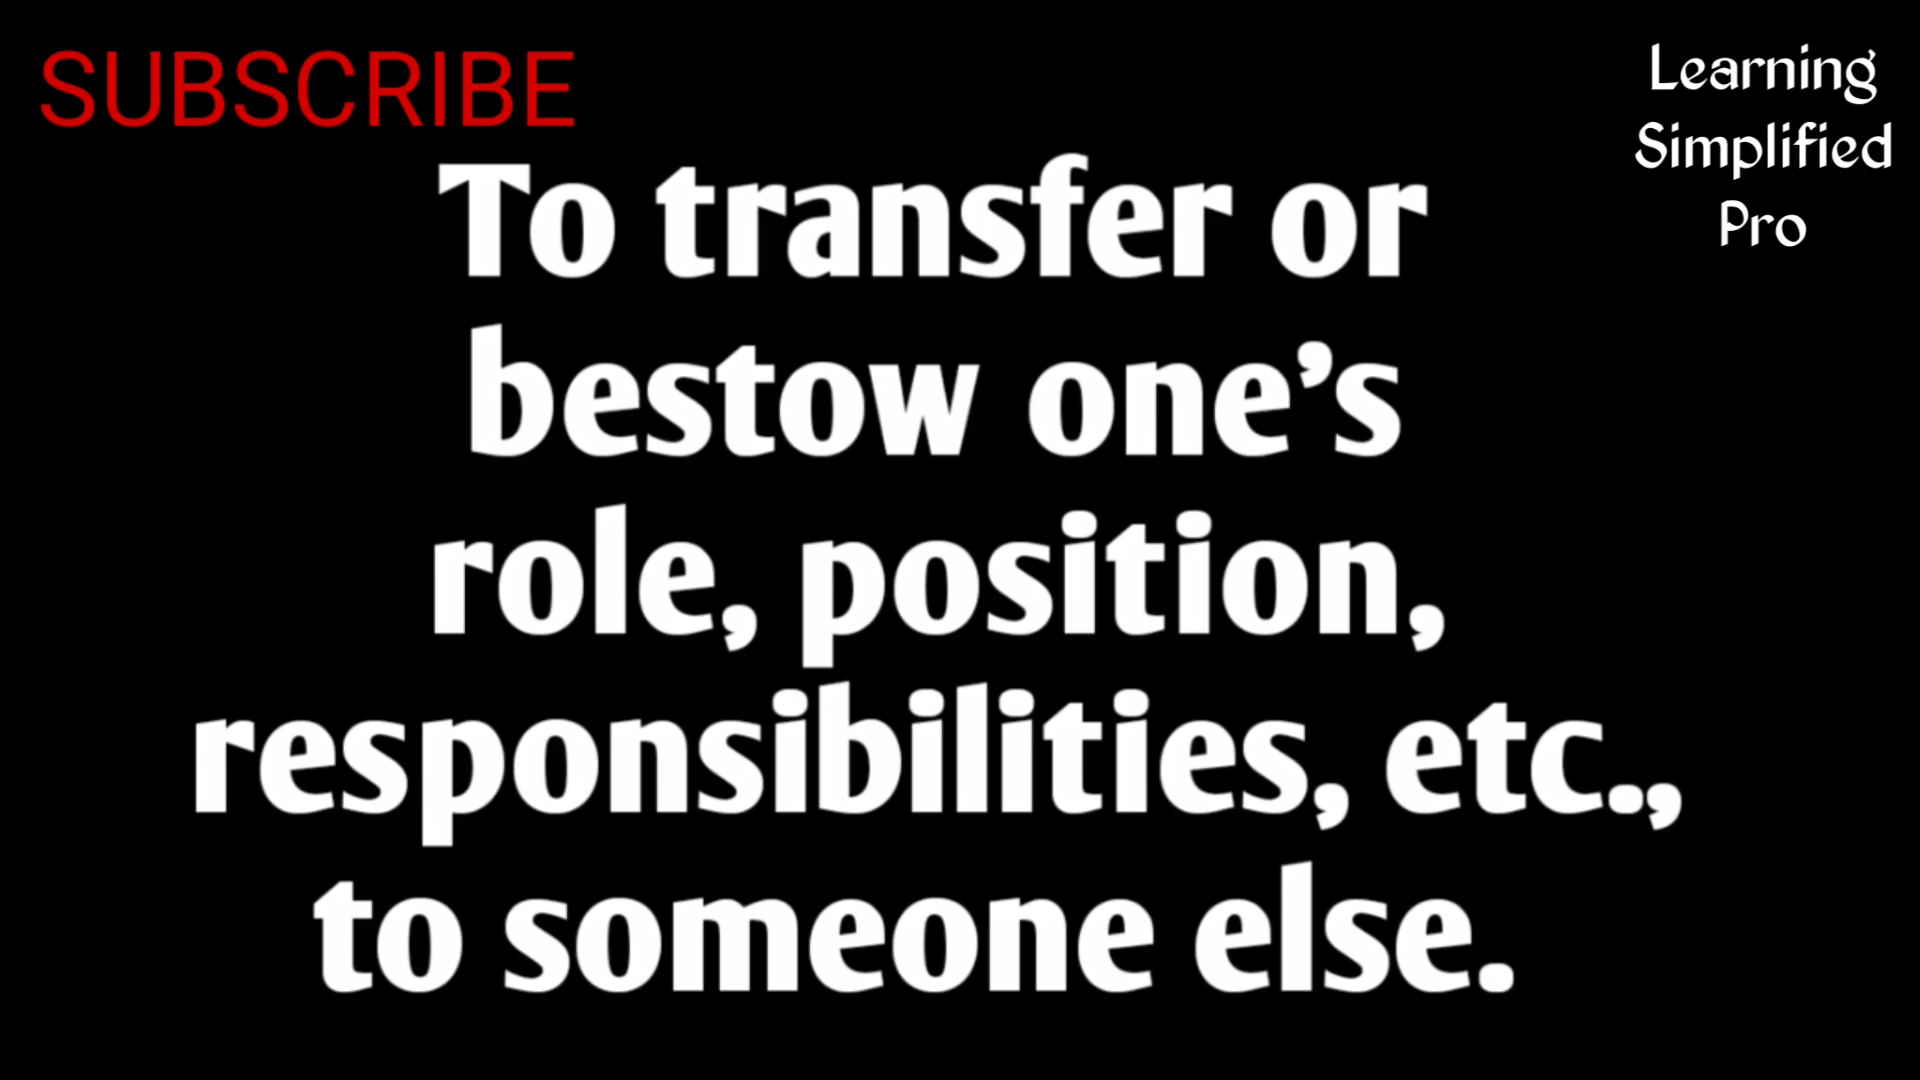 SUBSCRIBE
Learning
Simplified
Pro
To transfer or
bestow one’s
role, position,
responsibilities, etc.,
to someone else.